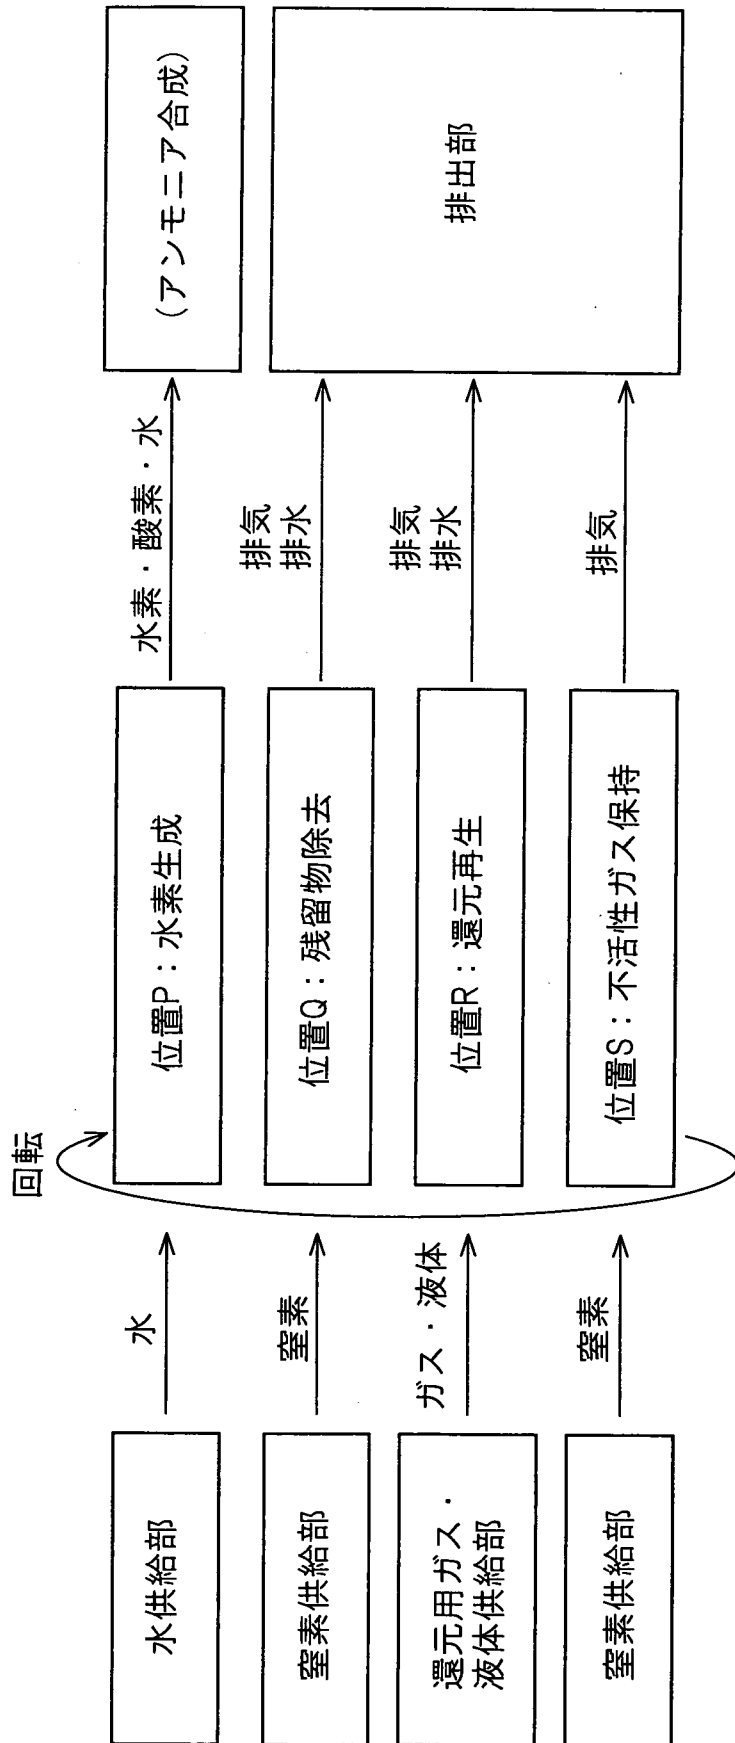 水供給部
水
回転
位置P：水素生成
水素・酸素・水
(アンモニア合成)
窒素供給部
窒素
位置Q：残留物除去
排気
排水
排出部
還元用ガス・
液体供給部
ガス・液体
位置R：還元再生
排気
排水
窒素供給部
窒素
位置S：不活性ガス保持
排気